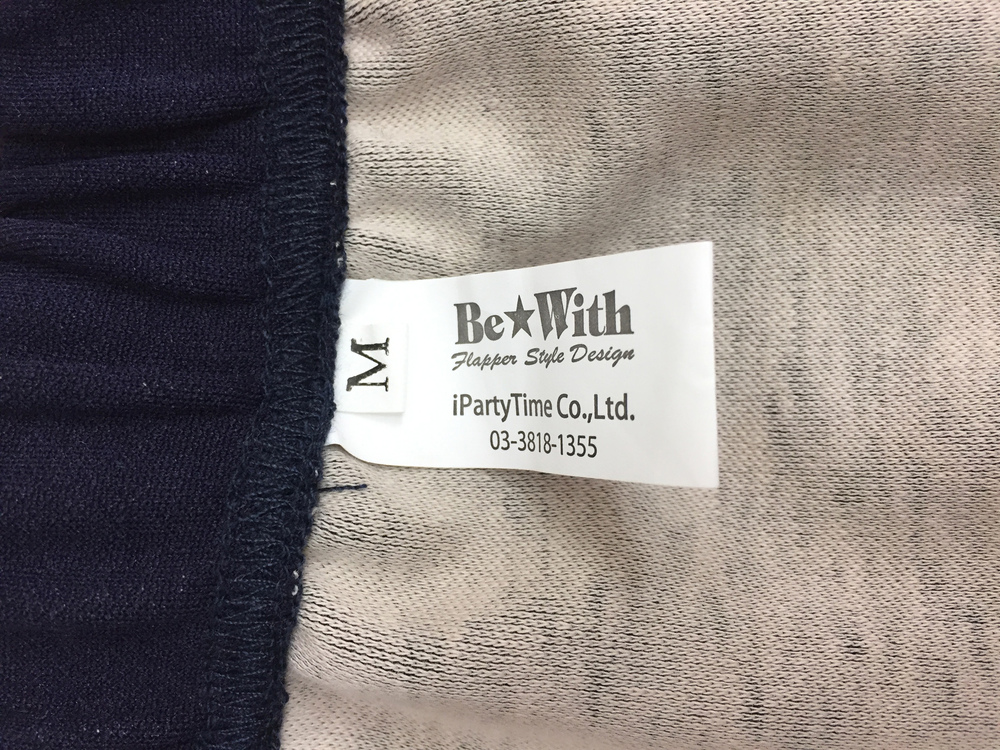 M
Be★With
Flapper Style Design
iPartyTime Co.,Ltd.
03-3818-1355